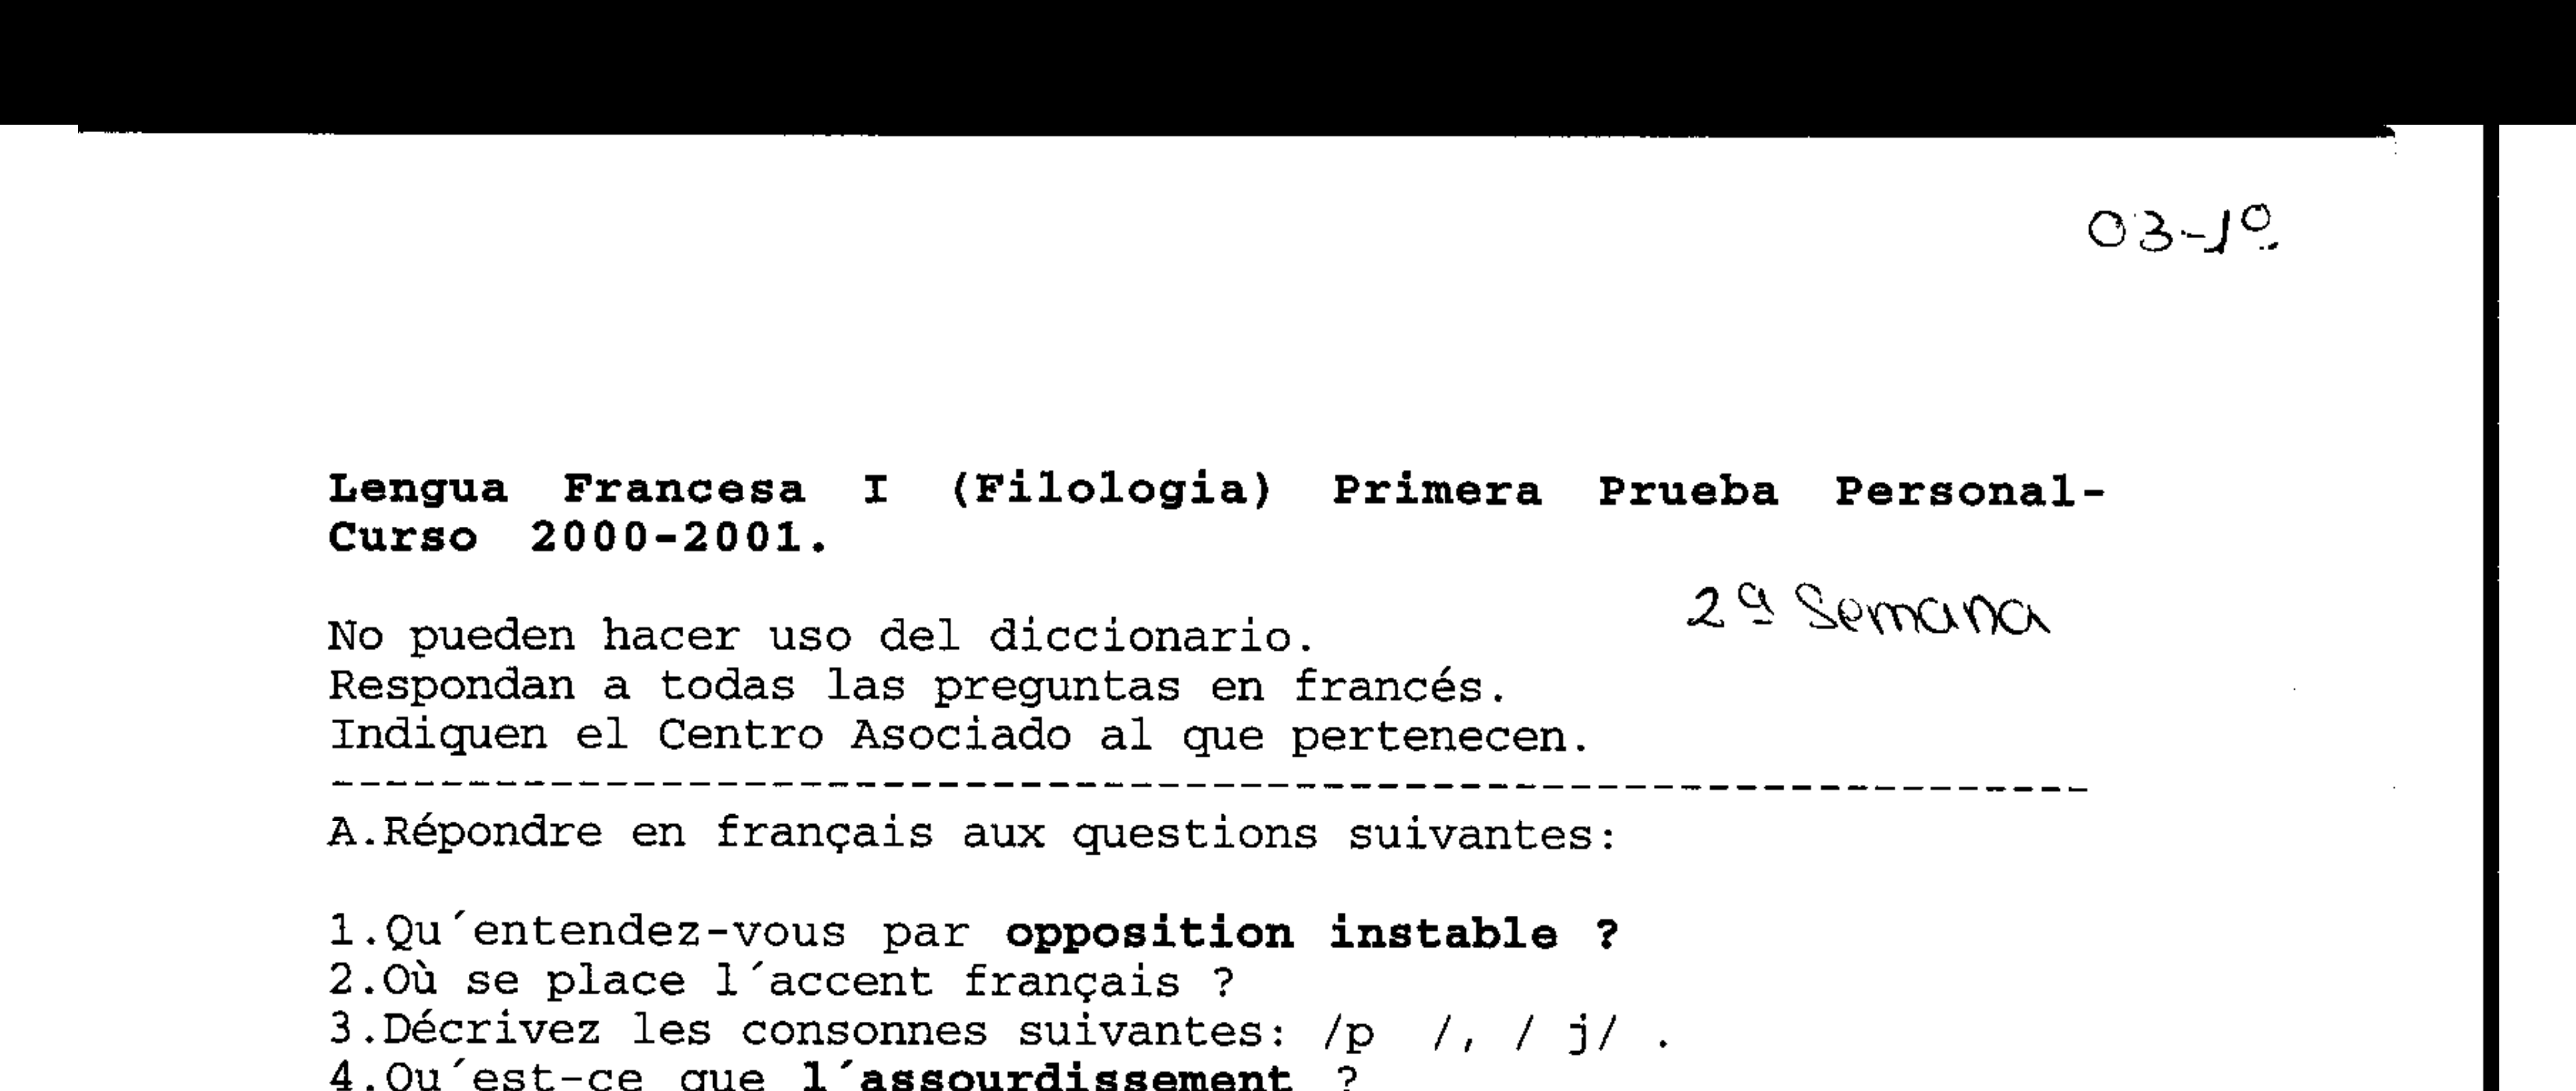 03-1º
Lengua Francesa I (Filologia) Primera Prueba Personal-
Curso 2000-2001.
2ª Semana
No pueden hacer uso del diccionario.
Respondan a todas las preguntas en francés.
Indiquen el Centro Asociado al que pertenecen.
----------------------------------------------------------------
A.Répondre en français aux questions suivantes:
1.Qu´entendez-vous par opposition instable ?
2.Où se place l´accent français ?
3.Décrivez les consonnes suivantes: /p  /, / j/ .
4.Qu´est-ce que l´assourdissement ?